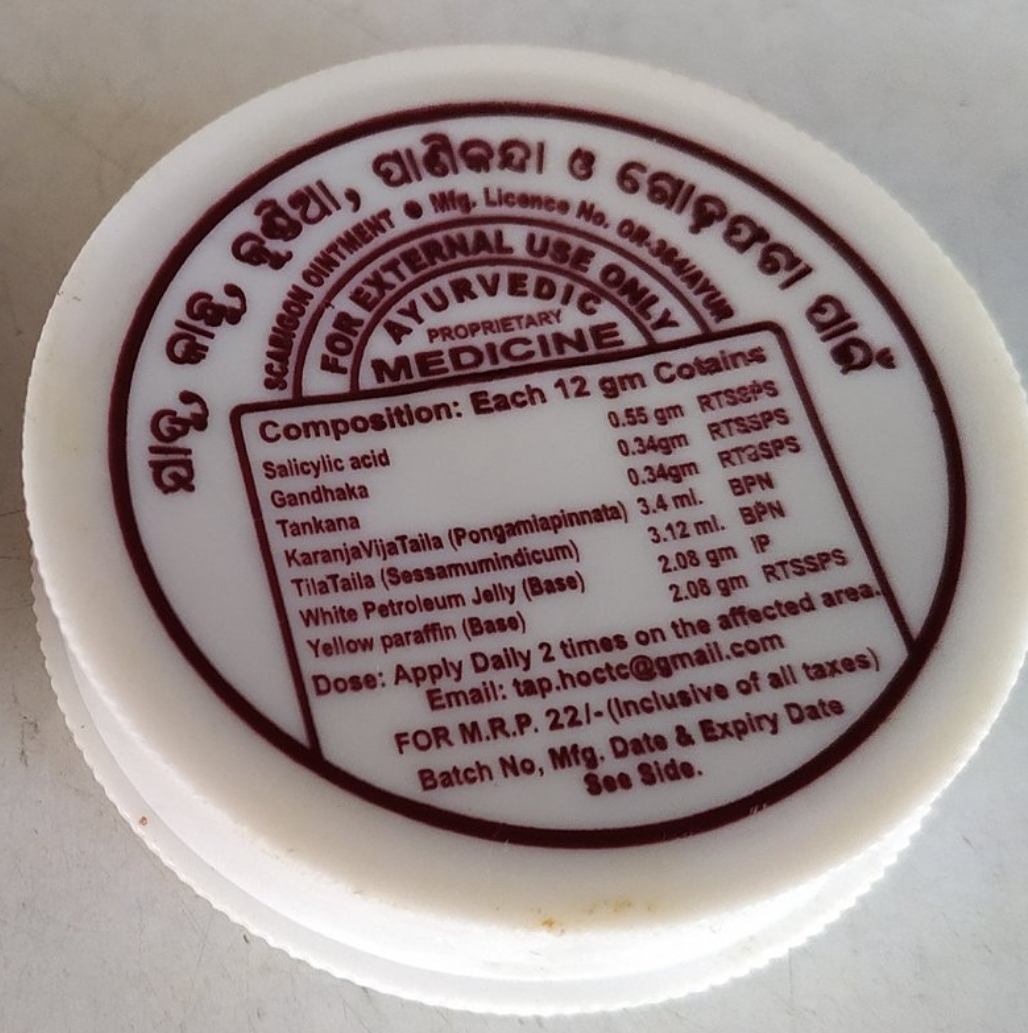 ଯାଦୁ, କାଦୁ, କୁଣ୍ଡିଆ, ପାଣିକନ୍ଦା ଓ ଗୋଡ଼ଫଟା ପାଇଁ
SCABIGON OINTMENT ● Mfg. Licence No. OR-364/AYUR
FOR EXTERNAL USE ONLY
AYURVEDIC
PROPRIETARY
MEDICINE
Composition: Each 12 gm Cotains
Salicylic acid 0.55 gm RTSSPS
Gandhaka 0.34gm RTSSPS
Tankana 0.34gm RTSSPS
KaranjaVijaTaila (Pongamiapinnata) 3.4 ml. BPN
TilaTaila (Sessamumindicum) 3.12 ml. BPN
White Petroleum Jelly (Base) 2.08 gm IP
Yellow paraffin (Base) 2.08 gm RTSSPS
Dose: Apply Daily 2 times on the affected area.
Email: tap.hoctc@gmail.com
FOR M.R.P. 22/-(Inclusive of all taxes)
Batch No, Mfg. Date & Expiry Date
See Side.